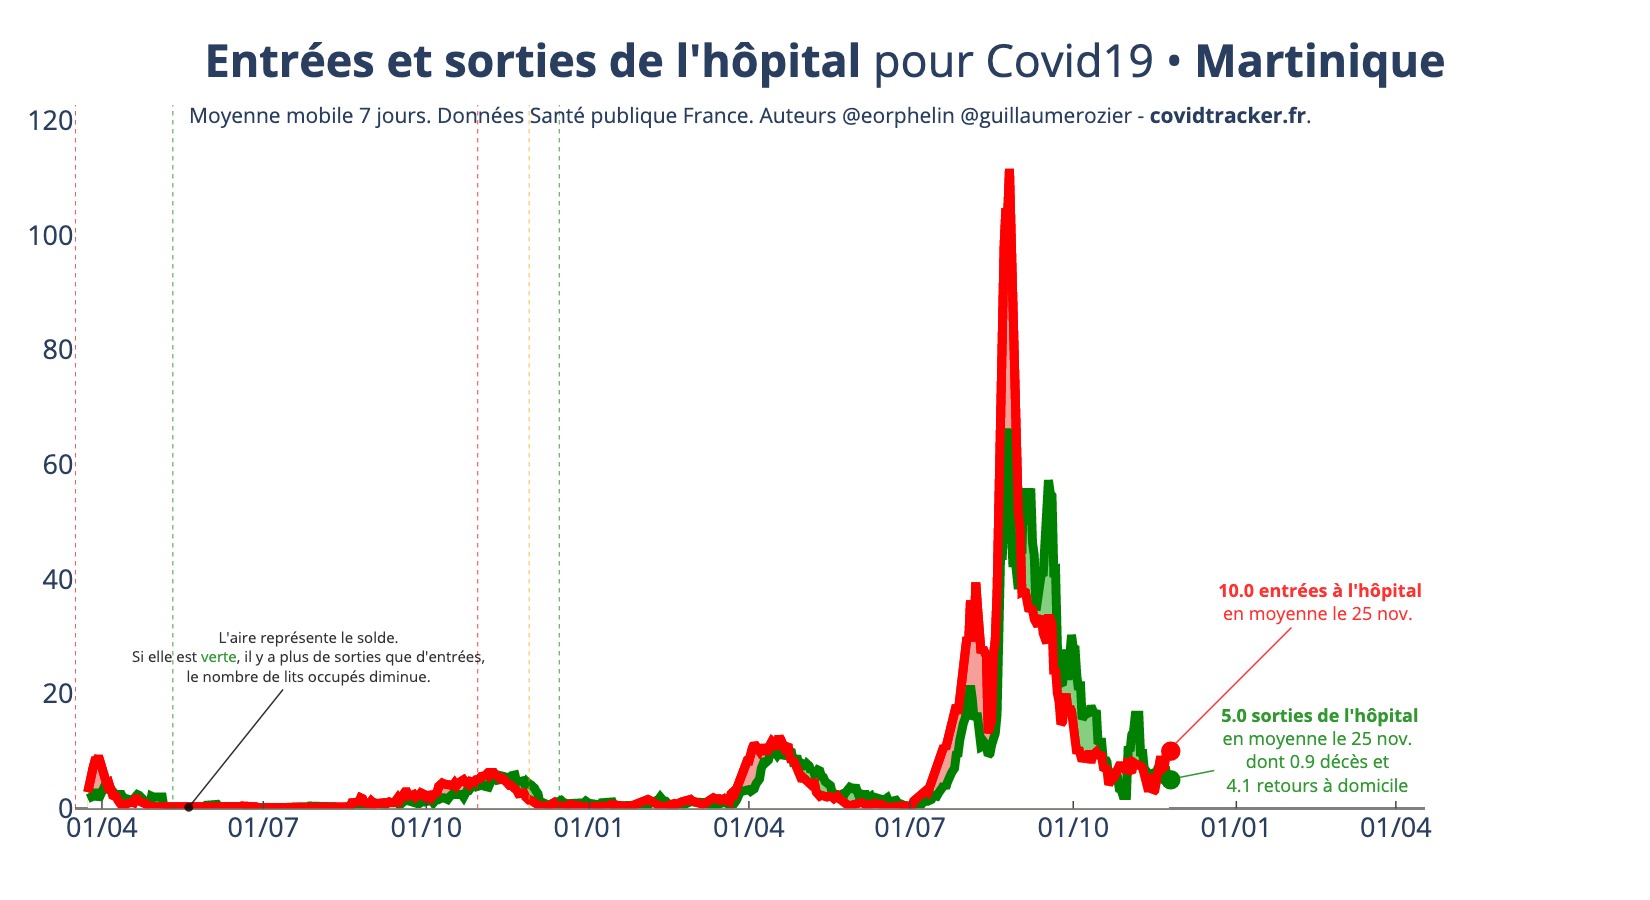 Entrées et sorties de l'hôpital pour Covid19 • Martinique
Moyenne mobile 7 jours. Données Santé publique France. Auteurs @eorphelin @guillaumerozier - covidtracker.fr.
120
100
80
60
40
20
0
L'aire représente le solde.
Si elle est verte, il y a plus de sorties que d'entrées,
le nombre de lits occupés diminue.
10.0 entrées à l'hôpital
en moyenne le 25 nov.
5.0 sorties de l'hôpital
en moyenne le 25 nov.
dont 0.9 décès et
4.1 retours à domicile
01/04 01/07 01/10 01/01 01/04 01/07 01/10 01/01 01/04